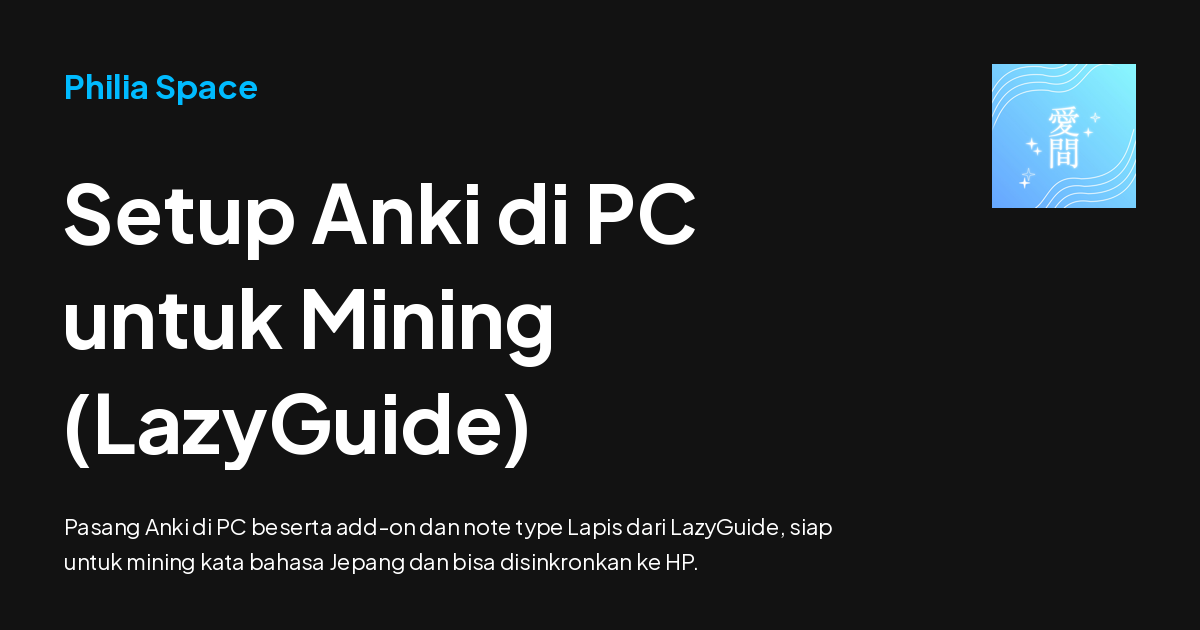 Philia Space
愛間
Setup Anki di PC
untuk Mining
(LazyGuide)
Pasang Anki di PC beserta add-on dan note type Lapis dari LazyGuide, siap
untuk mining kata bahasa Jepang dan bisa disinkronkan ke HP.